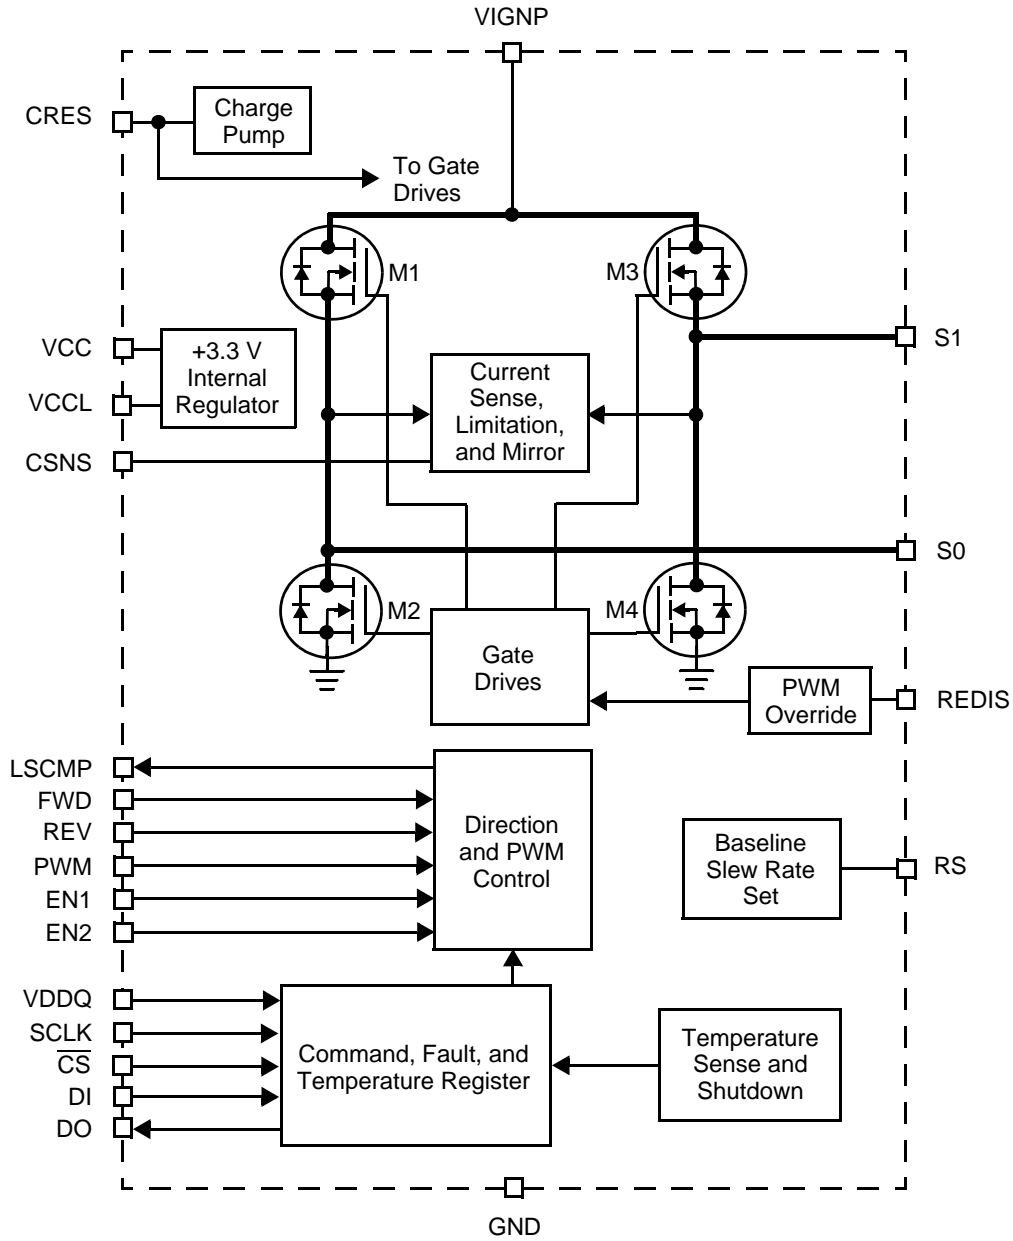 VIGNP
CRES
Charge
Pump
To Gate
Drives
M1
M3
VCC
+3.3 V
Internal
Regulator
VCCL
Current
Sense,
Limitation,
and Mirror
S1
CSNS
S0
M2
M4
Gate
Drives
PWM
Override
REDIS
LSCMP
FWD
REV
PWM
EN1
EN2
Direction
and PWM
Control
Baseline
Slew Rate
Set
RS
VDDQ
SCLK
C̅S̅
DI
DO
Command, Fault, and
Temperature Register
Temperature
Sense and
Shutdown
GND